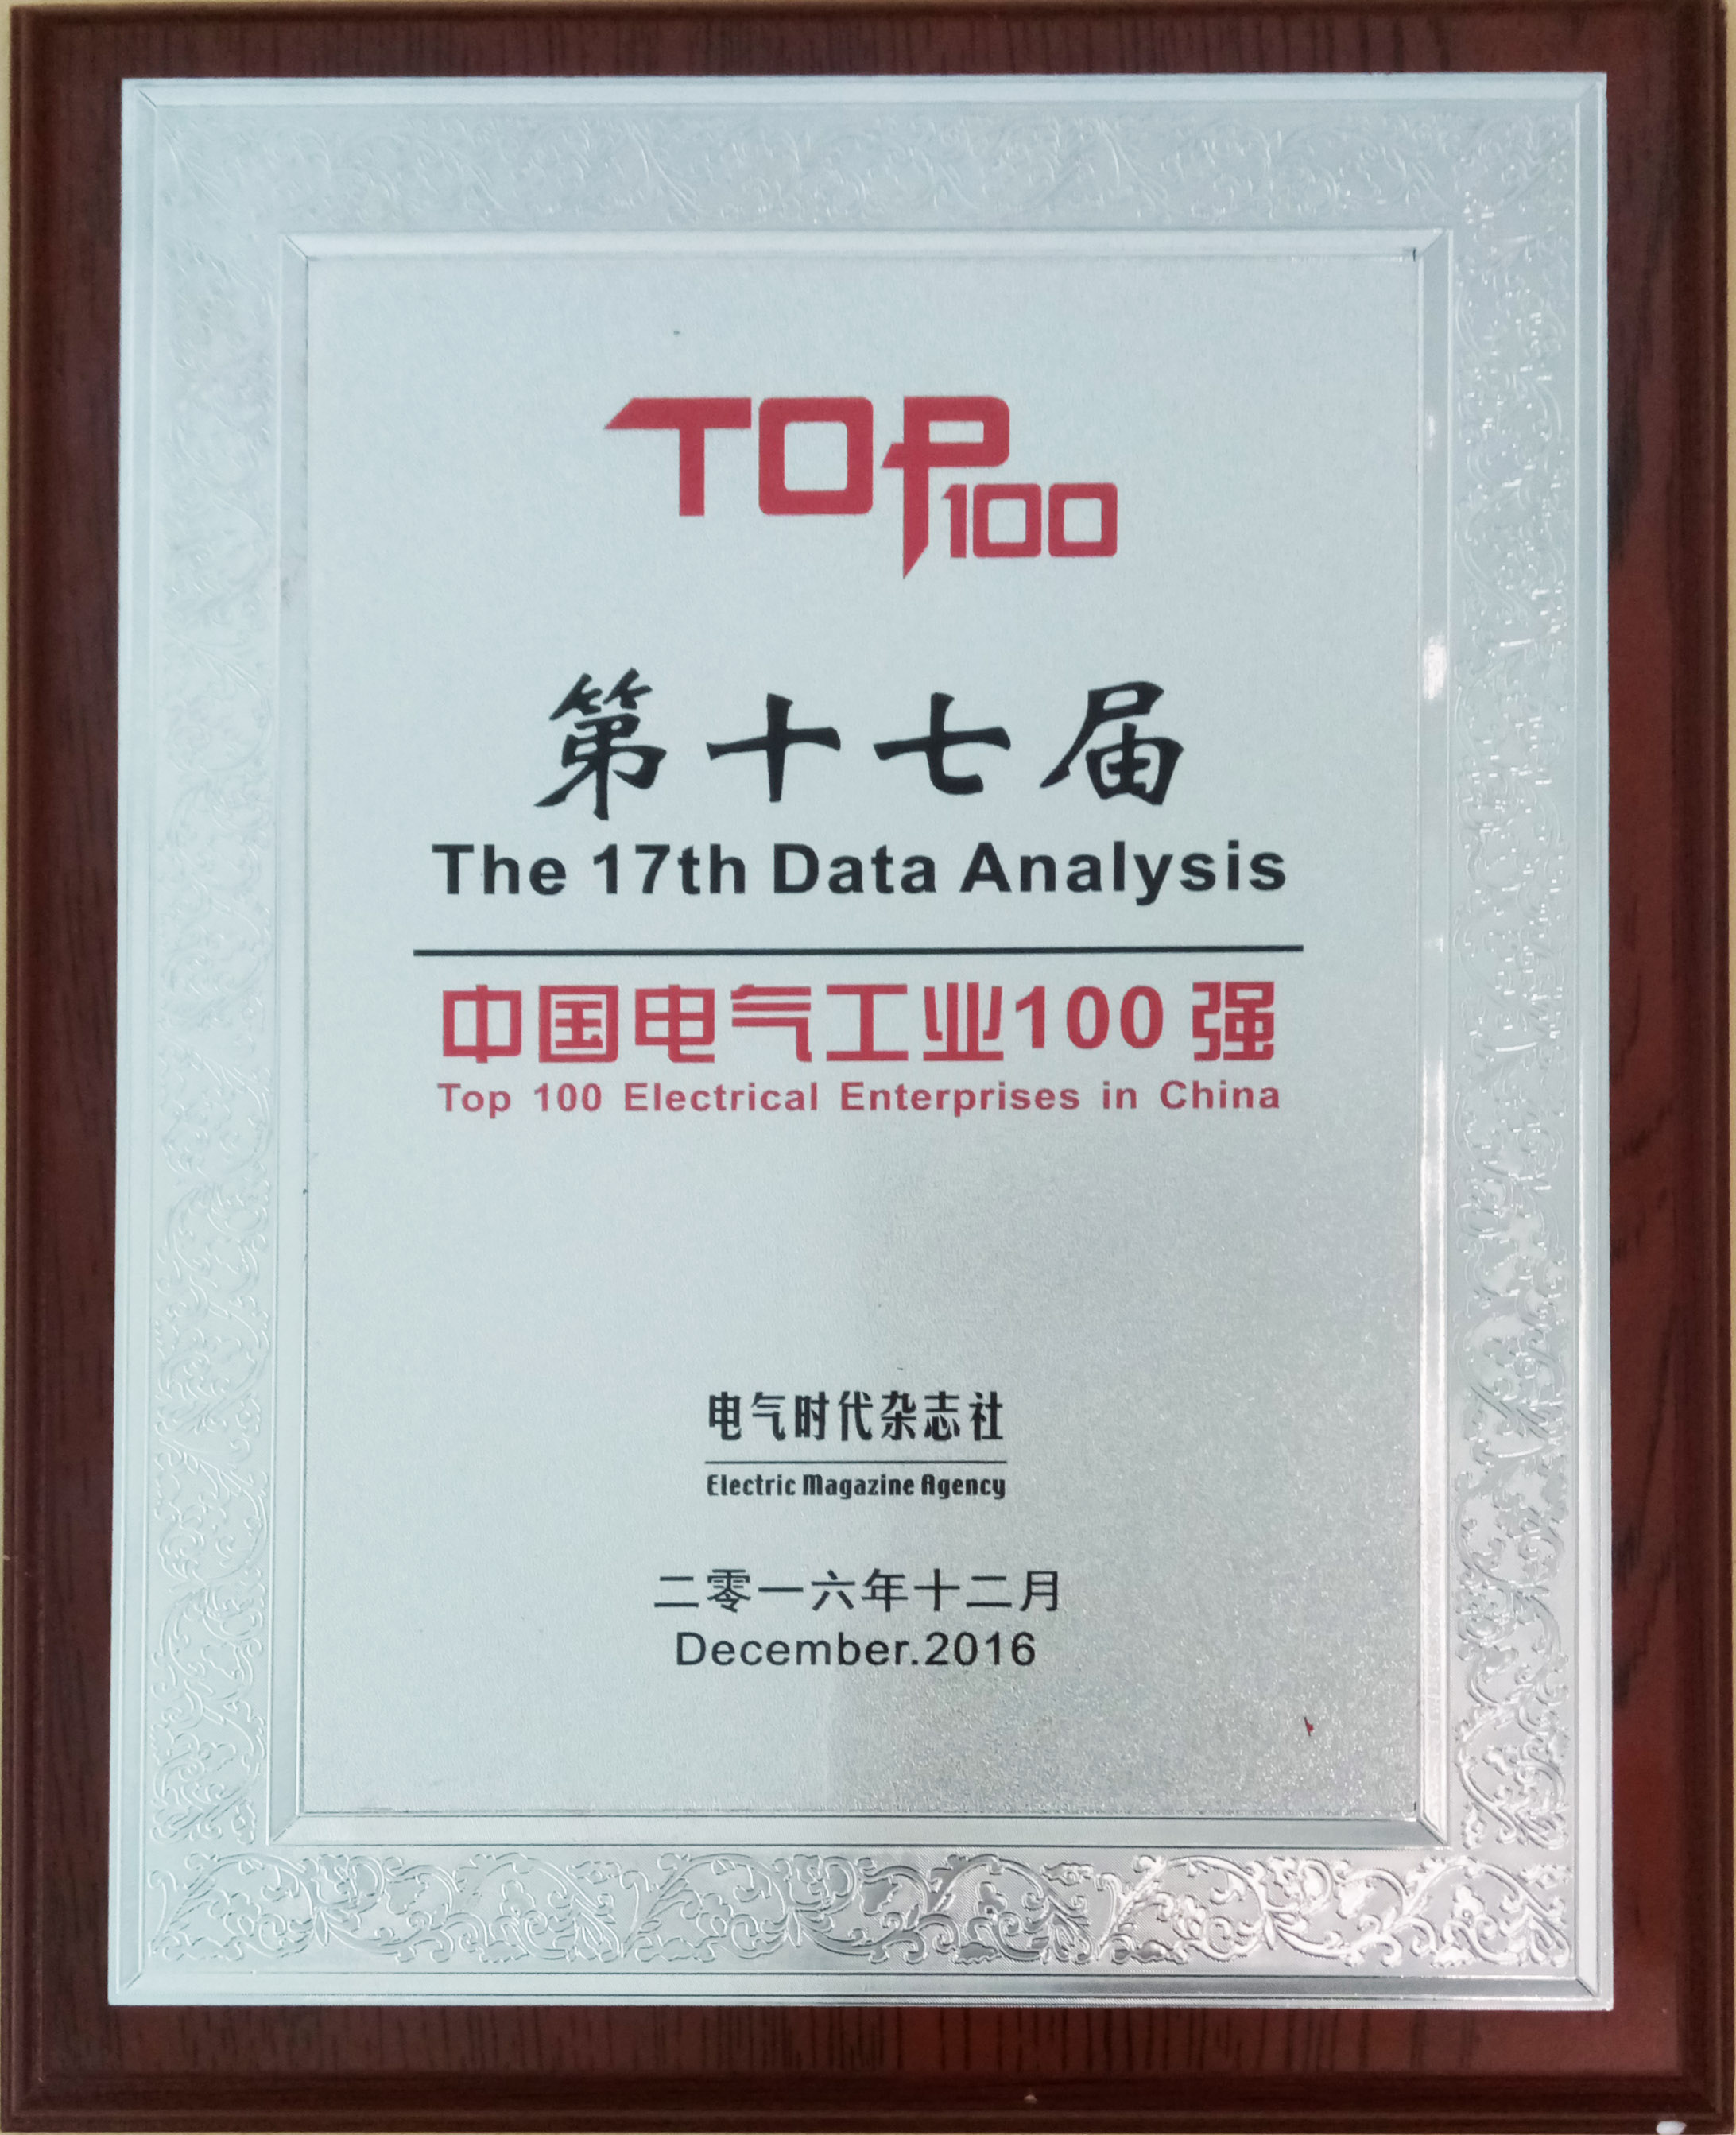 TOP100
第十七届
The 17th Data Analysis
中国电气工业100强
Top 100 Electrical Enterprises in China
电气时代杂志社
Electric Magazine Agency
二零一六年十二月
December.2016